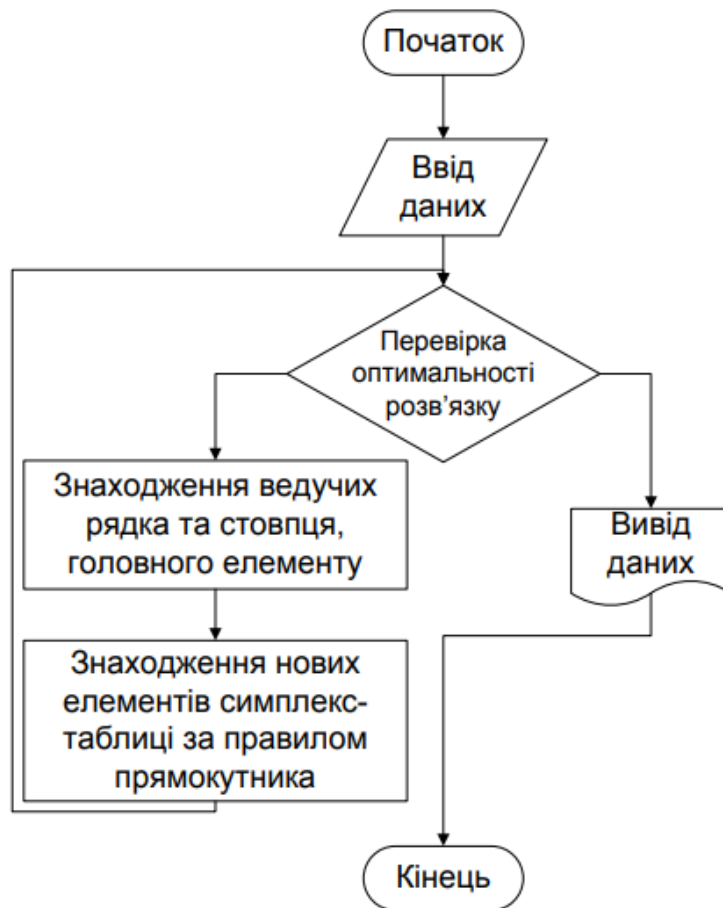 Початок
Ввід
даних
Перевірка
оптимальності
розв’язку
Знаходження ведучих
рядка та стовпця,
головного елементу
Вивід
даних
Знаходження нових
елементів симплекс-
таблиці за правилом
прямокутника
Кінець